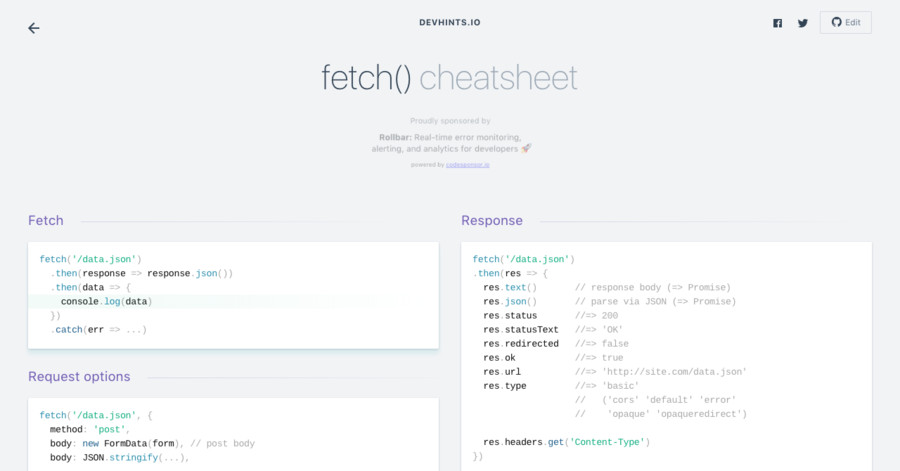 DEVHINTS.IO
Edit
fetch() cheatsheet
Proudly sponsored by
Rollbar: Real-time error monitoring,
alerting, and analytics for developers 🚀
powered by codesponsor.io
Fetch
fetch('/data.json')
  .then(response => response.json())
  .then(data => {
    console.log(data)
  })
  .catch(err => ...)
Request options
fetch('/data.json', {
  method: 'post',
  body: new FormData(form), // post body
  body: JSON.stringify(...),
Response
fetch('/data.json')
.then(res => {
  res.text()       // response body (=> Promise)
  res.json()       // parse via JSON (=> Promise)
  res.status       //=> 200
  res.statusText   //=> 'OK'
  res.redirected   //=> false
  res.ok           //=> true
  res.url          //=> 'http://site.com/data.json'
  res.type         //=> 'basic'
                   //   ('cors' 'default' 'error'
                   //    'opaque' 'opaqueredirect')
  res.headers.get('Content-Type')
})